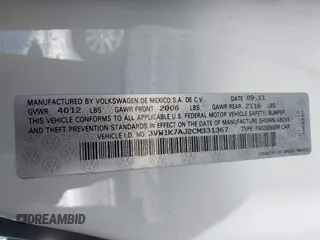 MANUFACTURED BY VOLKSWAGEN DE MEXICO S.A. DE C.V. DATE 09-11
GVWR 4012 LBS GAWR FRONT 2006 LBS GAWR REAR 2116 LBS
THIS VEHICLE CONFORMS TO ALL APPLICABLE U.S. FEDERAL MOTOR VEHICLE SAFETY, BUMPER
AND THEFT PREVENTION STANDARDS IN EFFECT ON THE DATE OF MANUFACTURE SHOWN ABOVE.
VEHICLE I.D. NO.: 3VW1K7AJ2CM331367 TYPE: PASSENGER CAR
DREAMBID